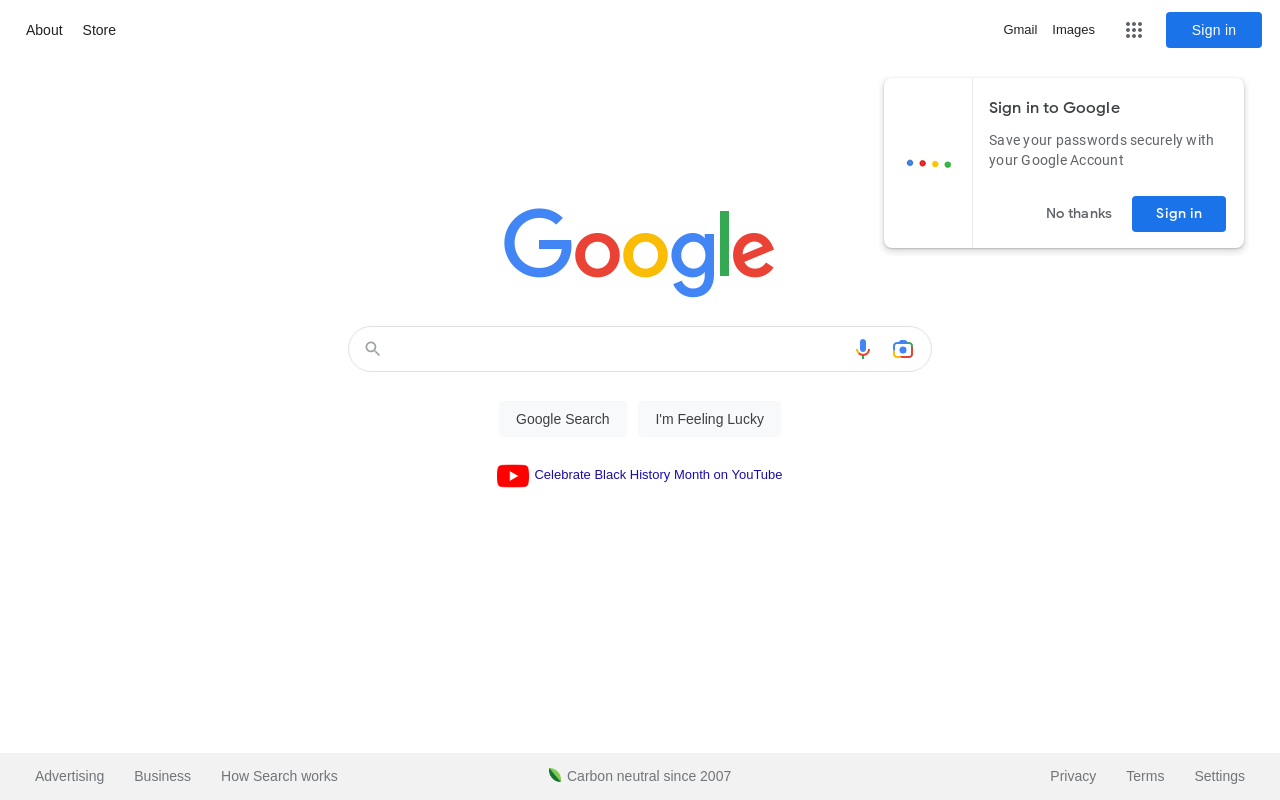 About Store
Gmail Images
Sign in
Sign in to Google
Save your passwords securely with
your Google Account
No thanks Sign in
Google
Google Search I'm Feeling Lucky
Celebrate Black History Month on YouTube
Advertising Business How Search works
Carbon neutral since 2007
Privacy Terms Settings